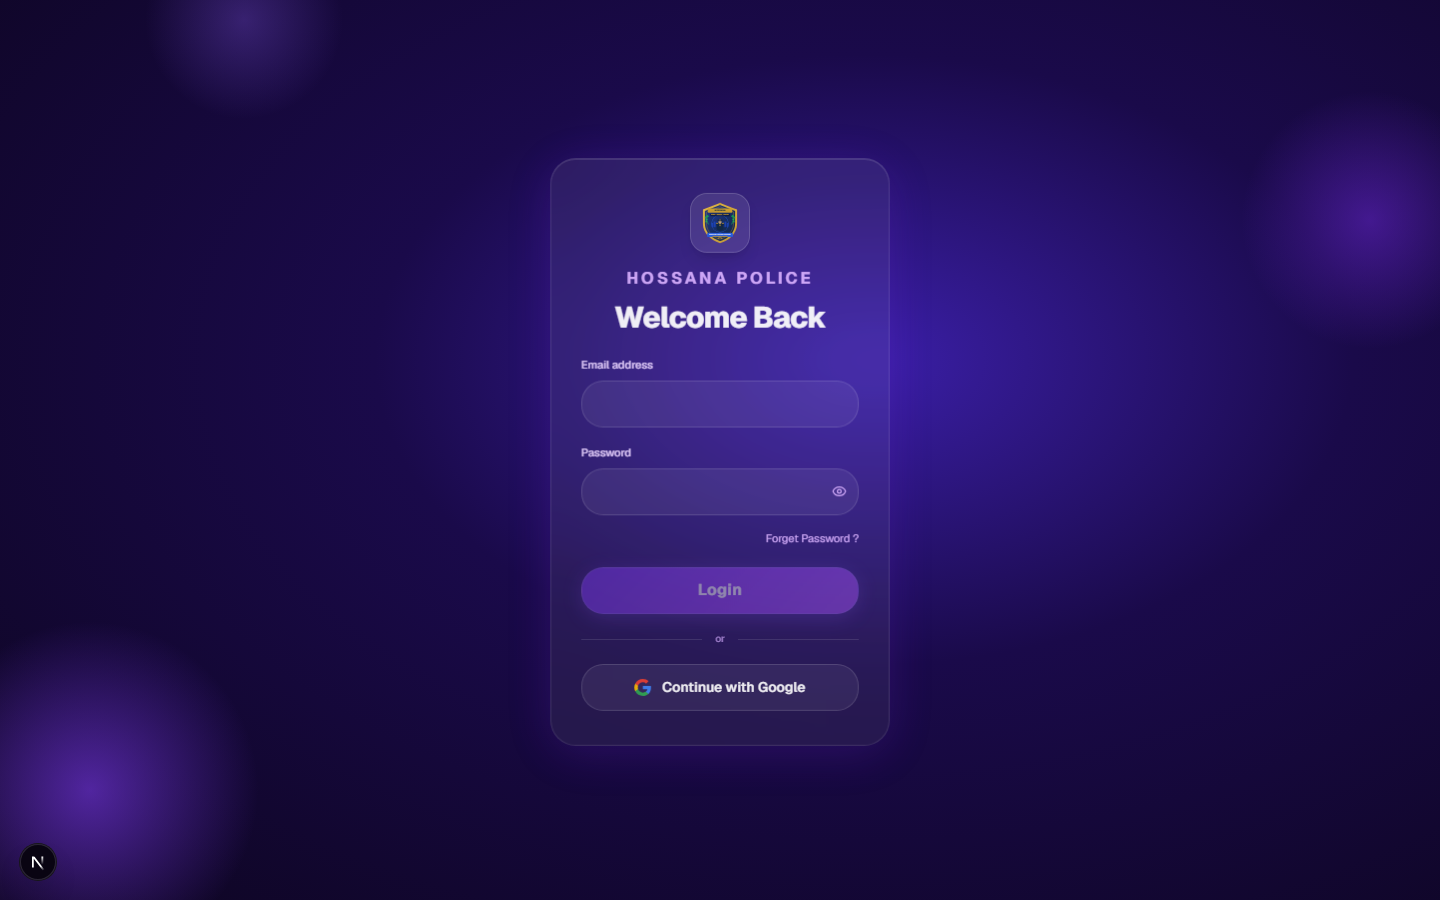 HOSSANA POLICE
Welcome Back
Email address
Password
Forget Password ?
Login
or
Continue with Google
N